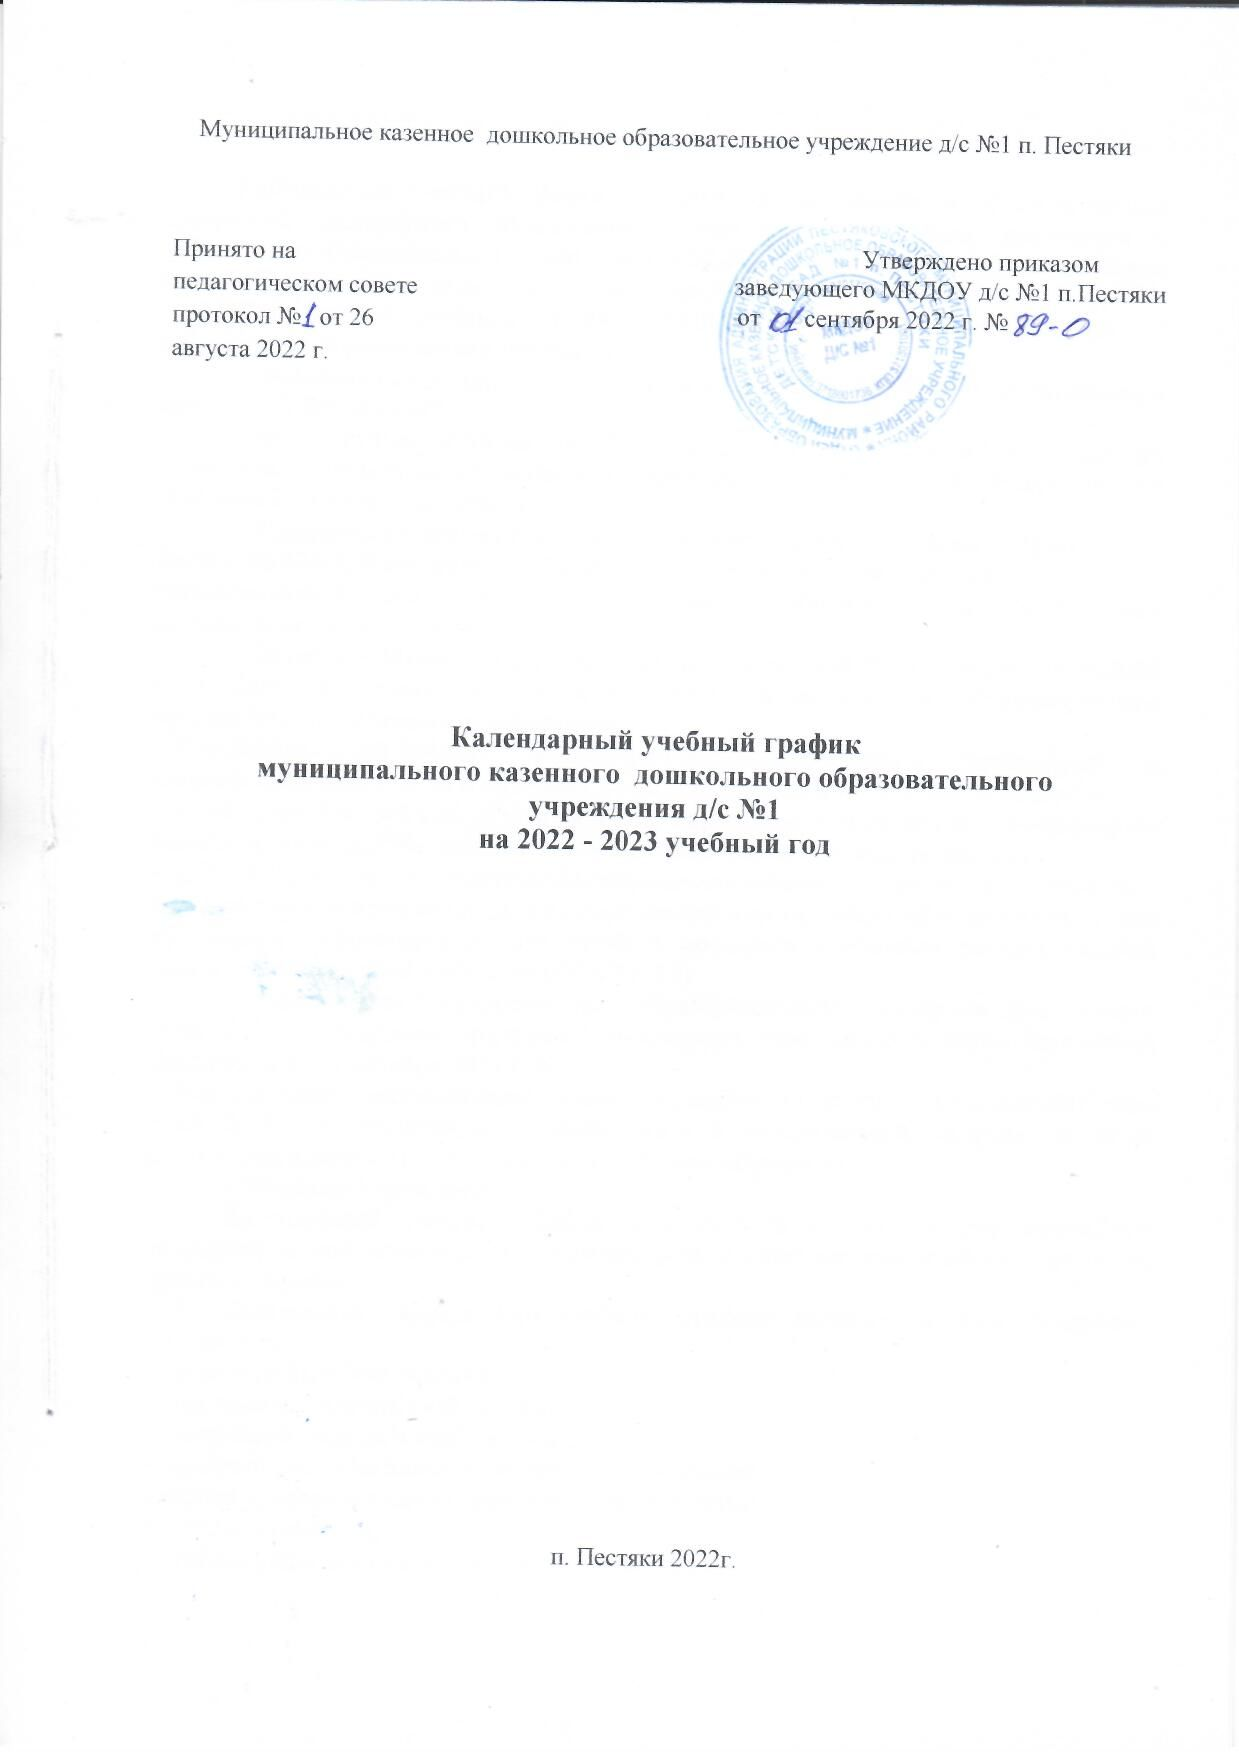 Муниципальное казенное дошкольное образовательное учреждение д/с №1 п. Пестяки
Принято на
педагогическом совете
протокол №1 от 26
августа 2022 г.
Утверждено приказом
заведующего МКДОУ д/с №1 п.Пестяки
от 01 сентября 2022 г. № 89-О
Д/С №1
Календарный учебный график
муниципального казенного дошкольного образовательного
учреждения д/с №1
на 2022 - 2023 учебный год
п. Пестяки 2022г.